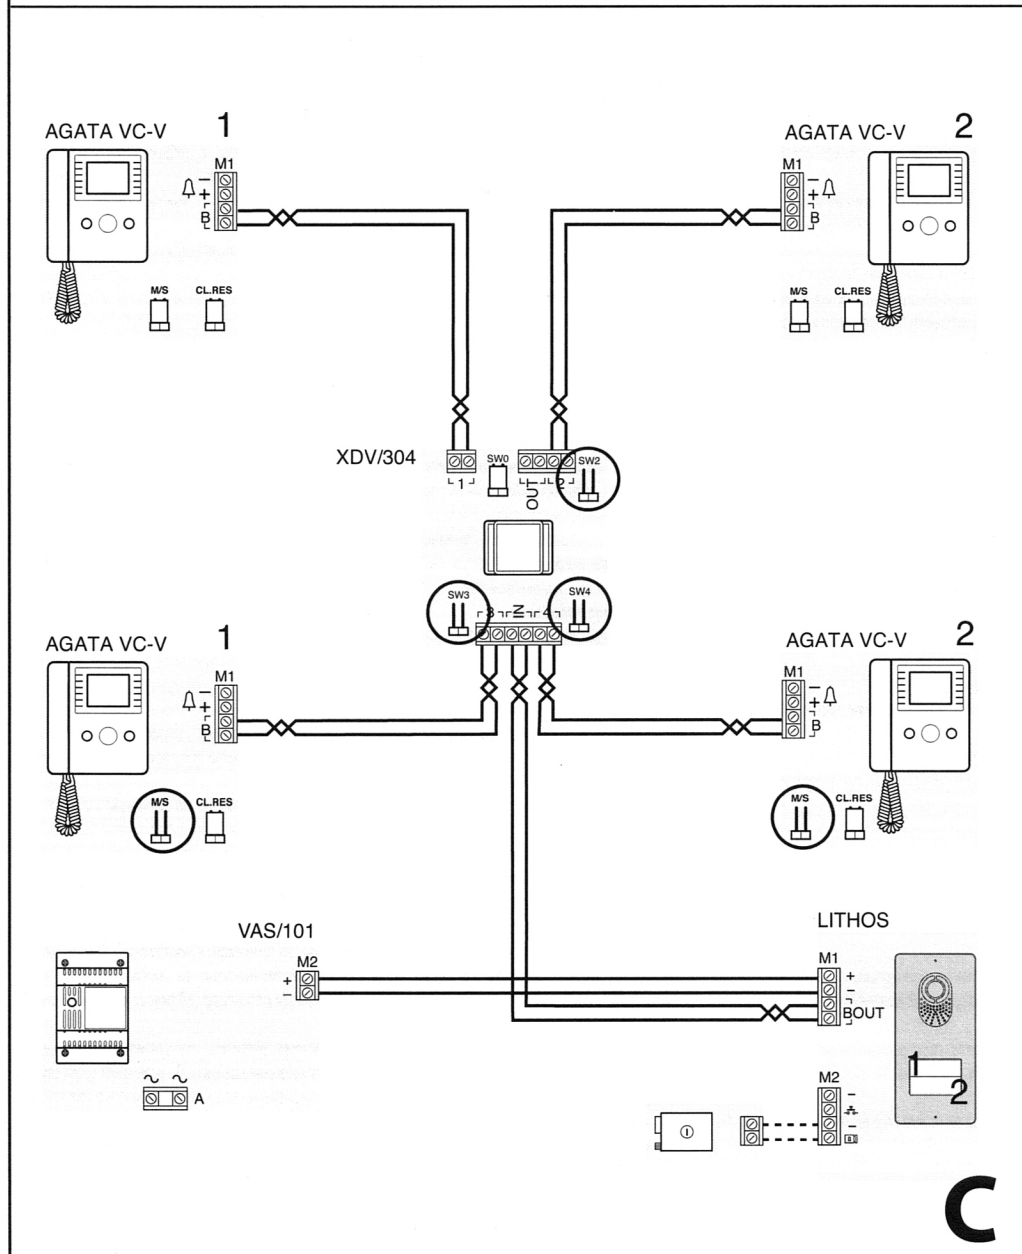 AGATA VC-V 1
M1
− +
B
M/S CL.RES
AGATA VC-V 2
M1
− +
B
M/S CL.RES
XDV/304
SW0
SW2
1
OUT
2
SW3
SW4
3 IN 4
AGATA VC-V 1
M1
− +
B
M/S CL.RES
AGATA VC-V 2
M1
− +
B
M/S CL.RES
VAS/101
M2
+
−
~ ~
A
LITHOS
M1
+
−
BOUT
M2
−
−
1
2
I
C